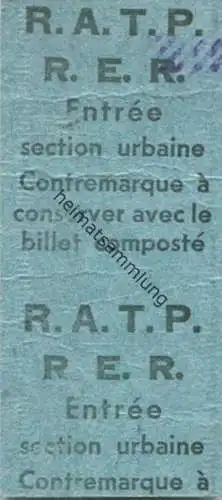 R.A.T.P.
R.E.R.
Entrée
section urbaine
Contremarque à
conserver avec le
billet composté
R.A.T.P.
R.E.R.
Entrée
section urbaine
Contremarque à
heimatsammlung